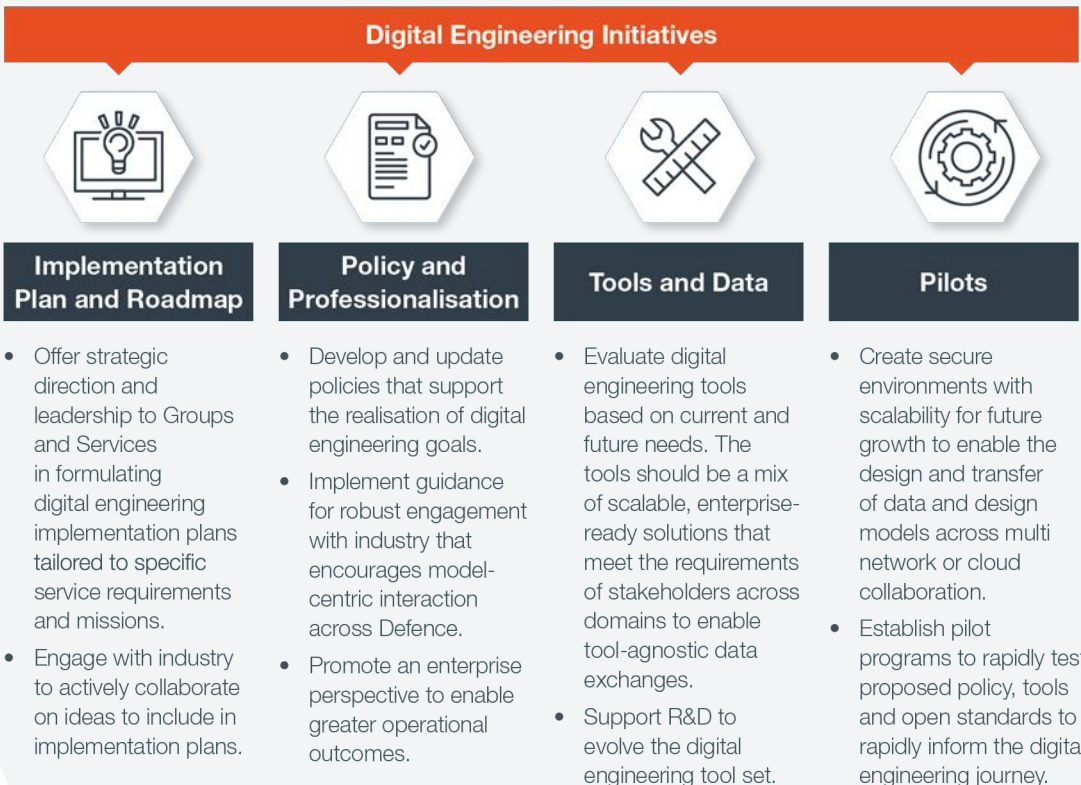 Digital Engineering Initiatives
Implementation
Plan and Roadmap
• Offer strategic
direction and
leadership to Groups
and Services
in formulating
digital engineering
implementation plans
tailored to specific
service requirements
and missions.
• Engage with industry
to actively collaborate
on ideas to include in
implementation plans.
Policy and
Professionalisation
• Develop and update
policies that support
the realisation of digital
engineering goals.
• Implement guidance
for robust engagement
with industry that
encourages model-
centric interaction
across Defence.
• Promote an enterprise
perspective to enable
greater operational
outcomes.
Tools and Data
• Evaluate digital
engineering tools
based on current and
future needs. The
tools should be a mix
of scalable, enterprise-
ready solutions that
meet the requirements
of stakeholders across
domains to enable
tool-agnostic data
exchanges.
• Support R&D to
evolve the digital
engineering tool set.
Pilots
• Create secure
environments with
scalability for future
growth to enable the
design and transfer
of data and design
models across multi
network or cloud
collaboration.
• Establish pilot
programs to rapidly test
proposed policy, tools
and open standards to
rapidly inform the digita
engineering journey.